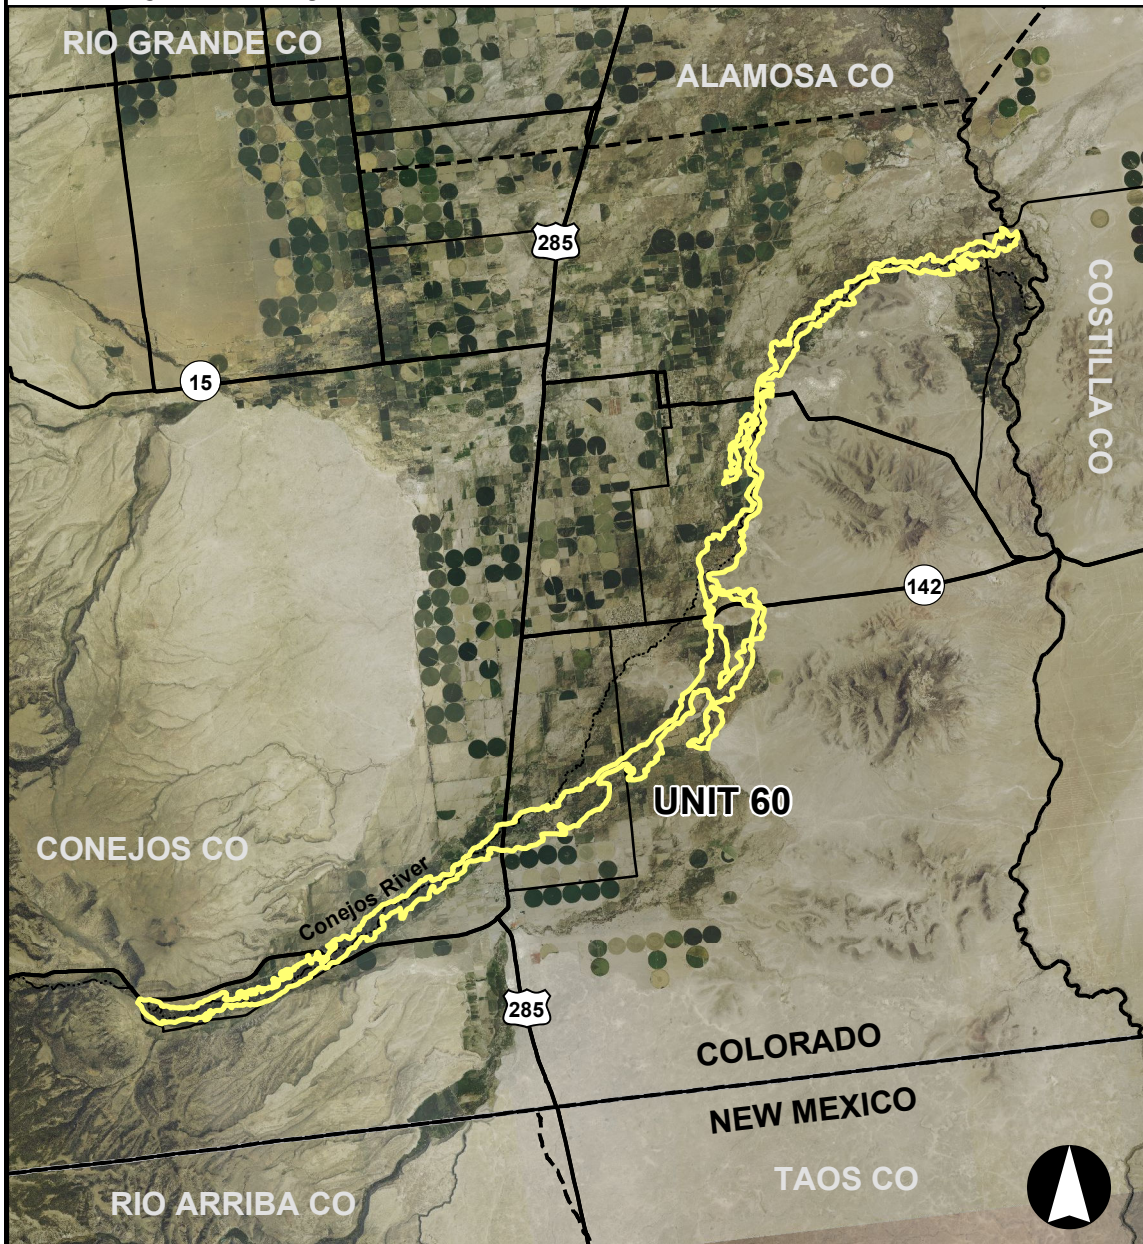 RIO GRANDE CO
ALAMOSA CO
285
COSTILLA CO
15
142
UNIT 60
CONEJOS CO
Conejos River
285
COLORADO
NEW MEXICO
TAOS CO
RIO ARRIBA CO